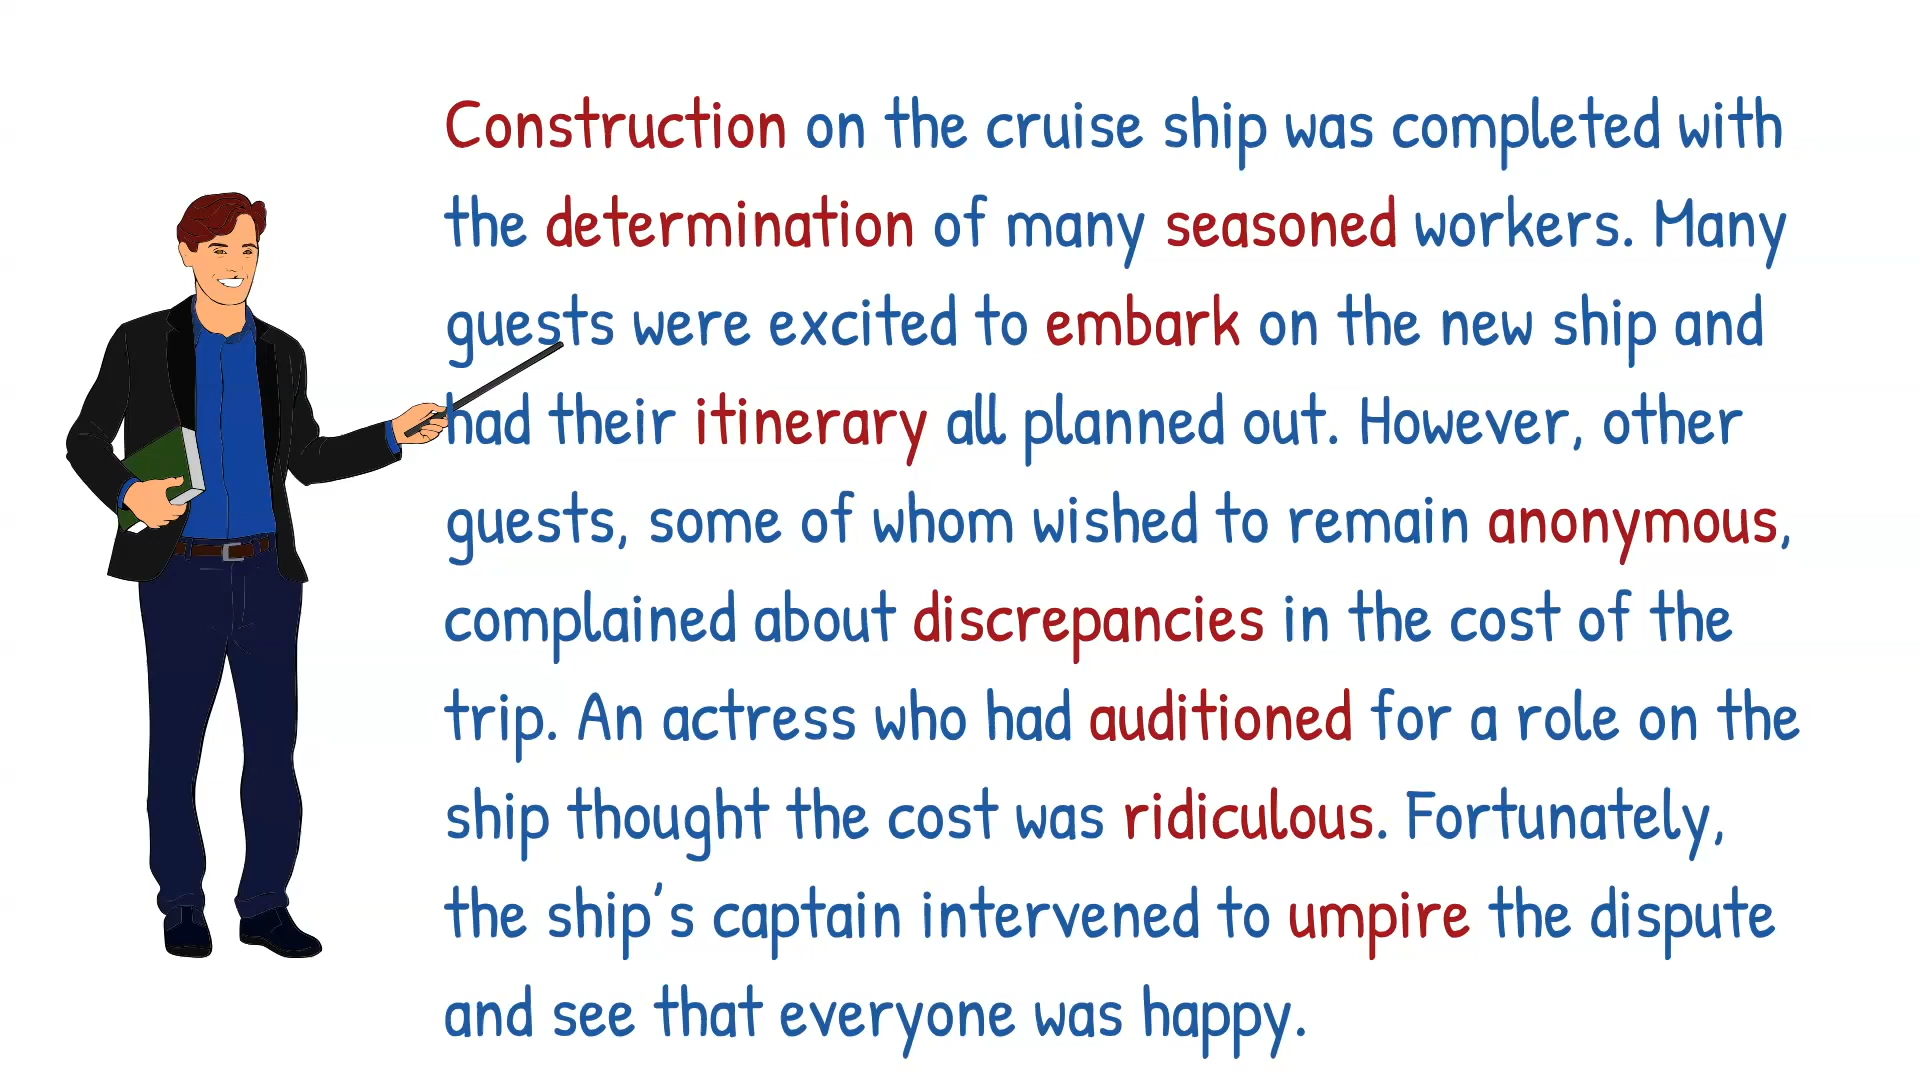 Construction on the cruise ship was completed with
the determination of many seasoned workers. Many
guests were excited to embark on the new ship and
had their itinerary all planned out. However, other
guests, some of whom wished to remain anonymous,
complained about discrepancies in the cost of the
trip. An actress who had auditioned for a role on the
ship thought the cost was ridiculous. Fortunately,
the ship's captain intervened to umpire the dispute
and see that everyone was happy.